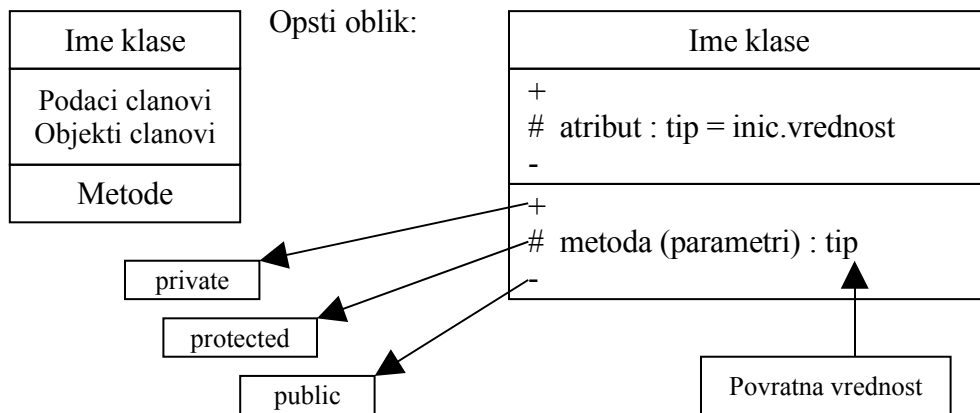 Ime klase
Podaci clanovi
Objekti clanovi
Metode
Opsti oblik:
Ime klase
+
# atribut : tip = inic.vrednost
-
+
# metoda (parametri) : tip
-
private
protected
public
Povratna vrednost